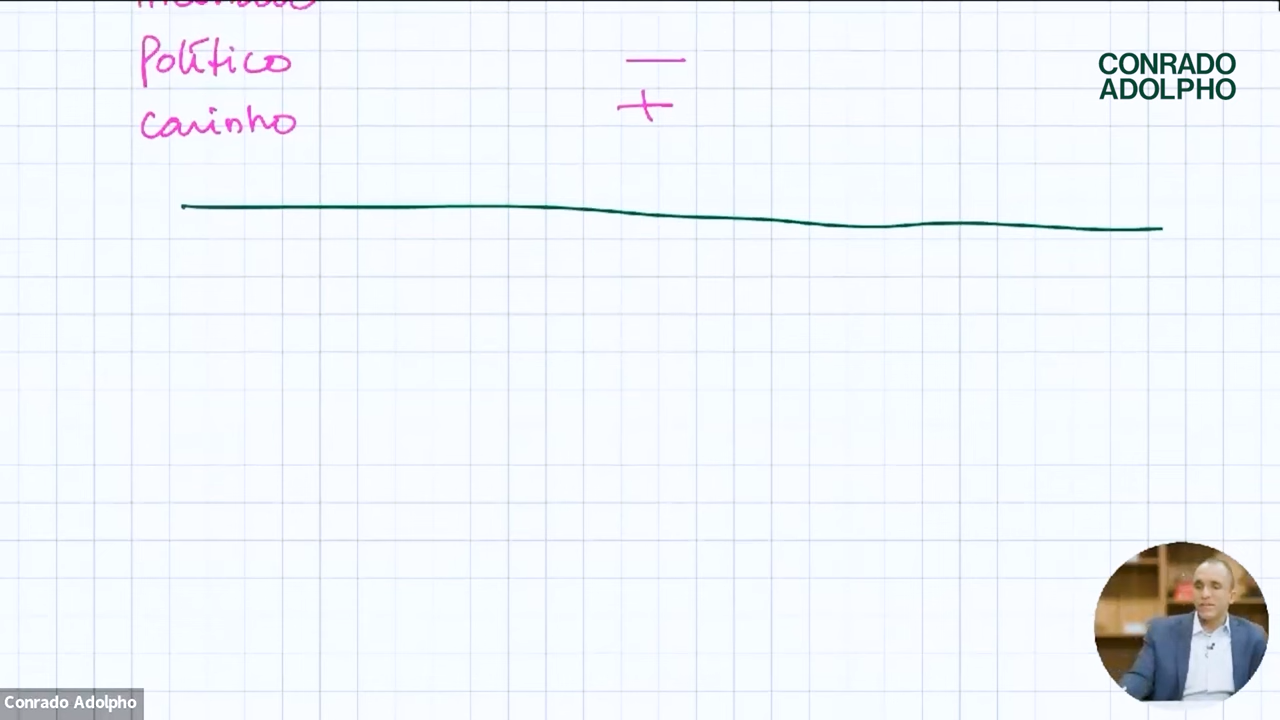 Político —
carinho +
CONRADO
ADOLPHO
Conrado Adolpho